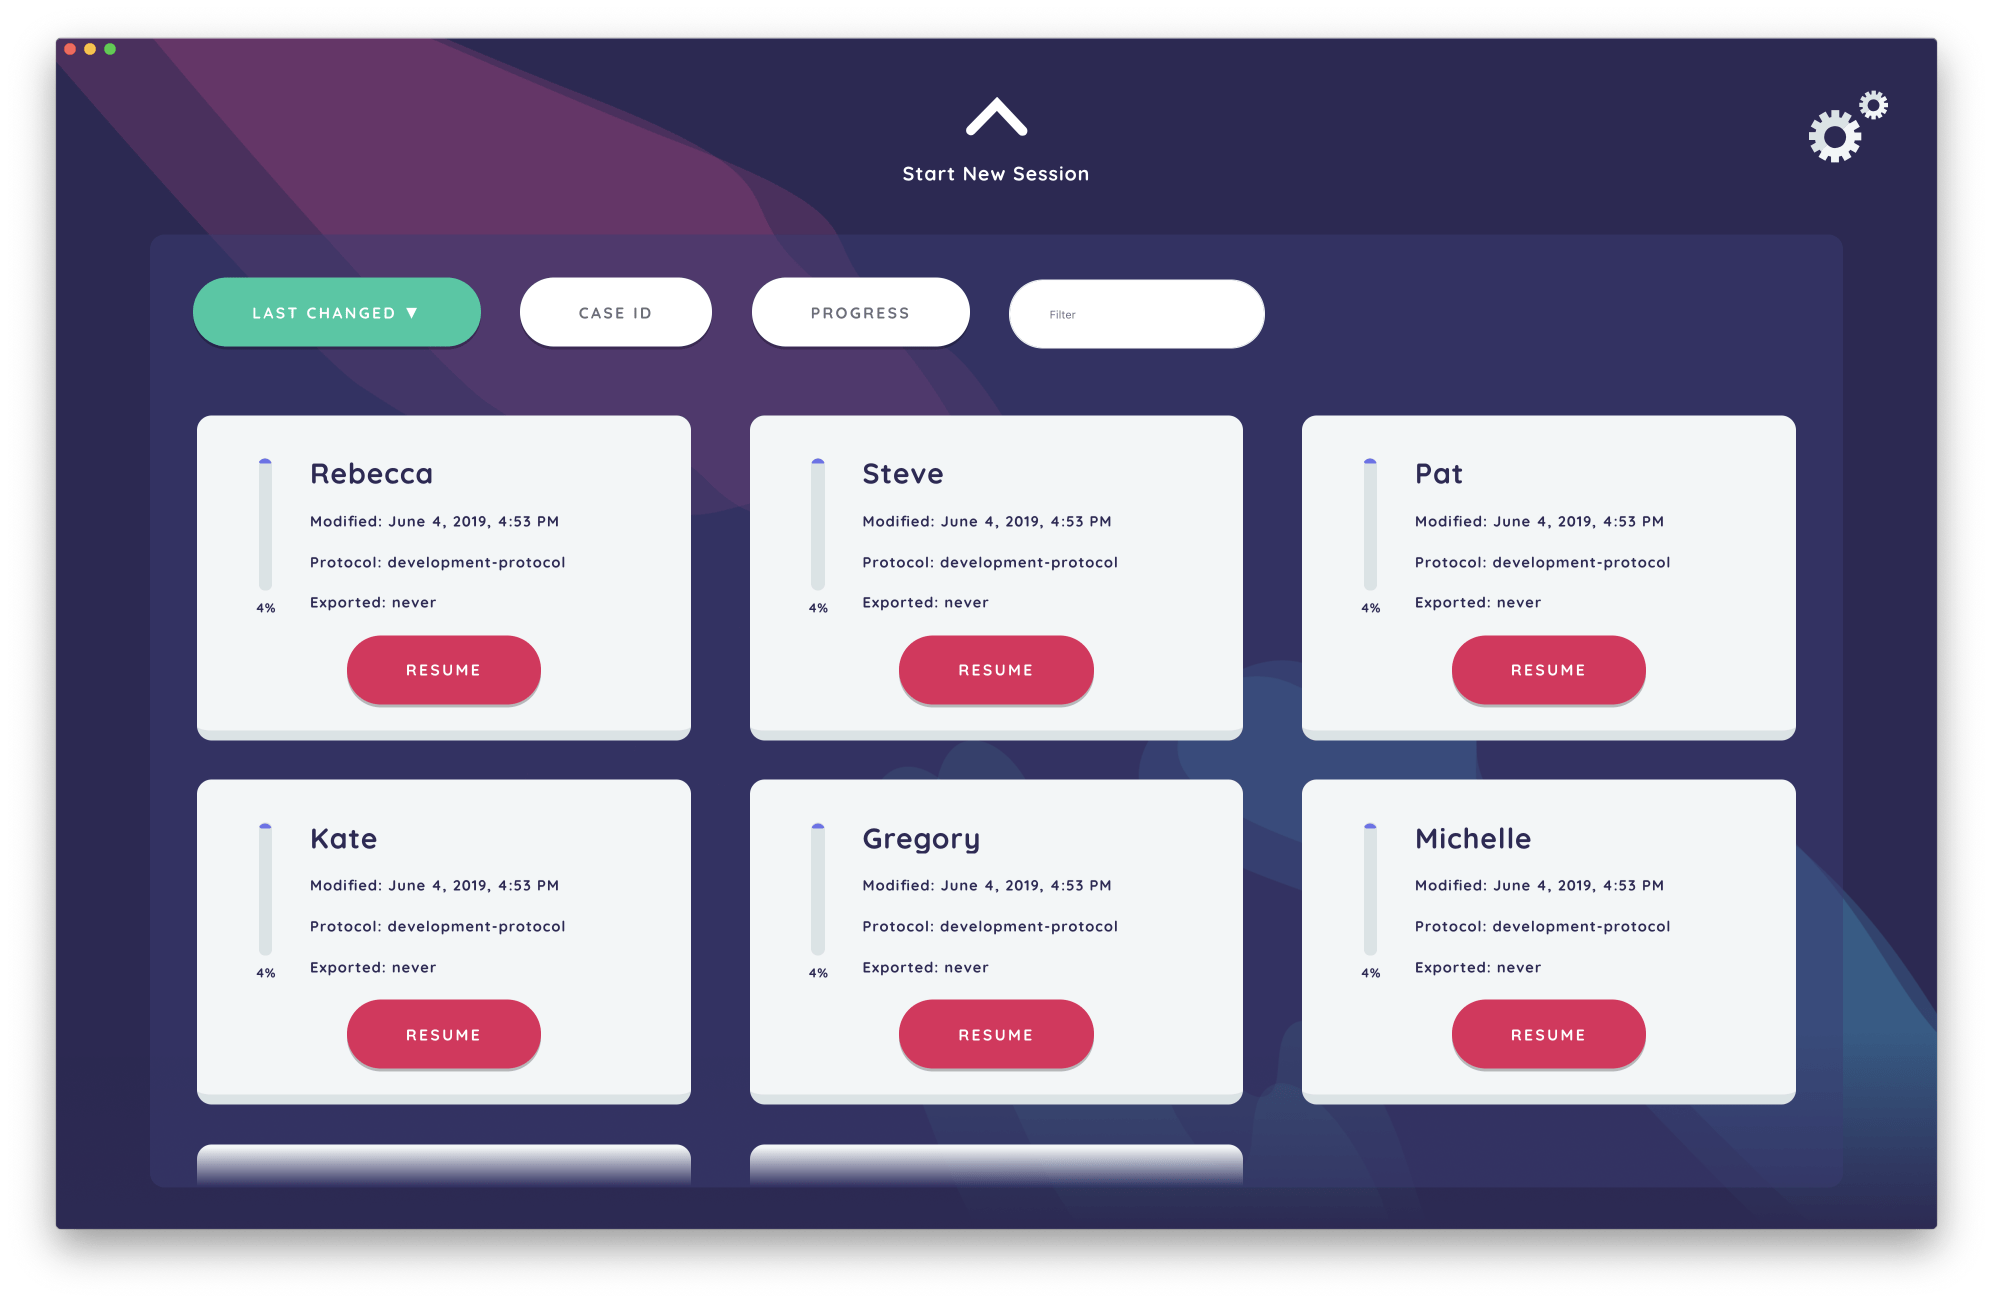 Start New Session
LAST CHANGED ▼
CASE ID
PROGRESS
Filter
Rebecca
Modified: June 4, 2019, 4:53 PM
Protocol: development-protocol
Exported: never
4%
RESUME
Steve
Modified: June 4, 2019, 4:53 PM
Protocol: development-protocol
Exported: never
4%
RESUME
Pat
Modified: June 4, 2019, 4:53 PM
Protocol: development-protocol
Exported: never
4%
RESUME
Kate
Modified: June 4, 2019, 4:53 PM
Protocol: development-protocol
Exported: never
4%
RESUME
Gregory
Modified: June 4, 2019, 4:53 PM
Protocol: development-protocol
Exported: never
4%
RESUME
Michelle
Modified: June 4, 2019, 4:53 PM
Protocol: development-protocol
Exported: never
4%
RESUME